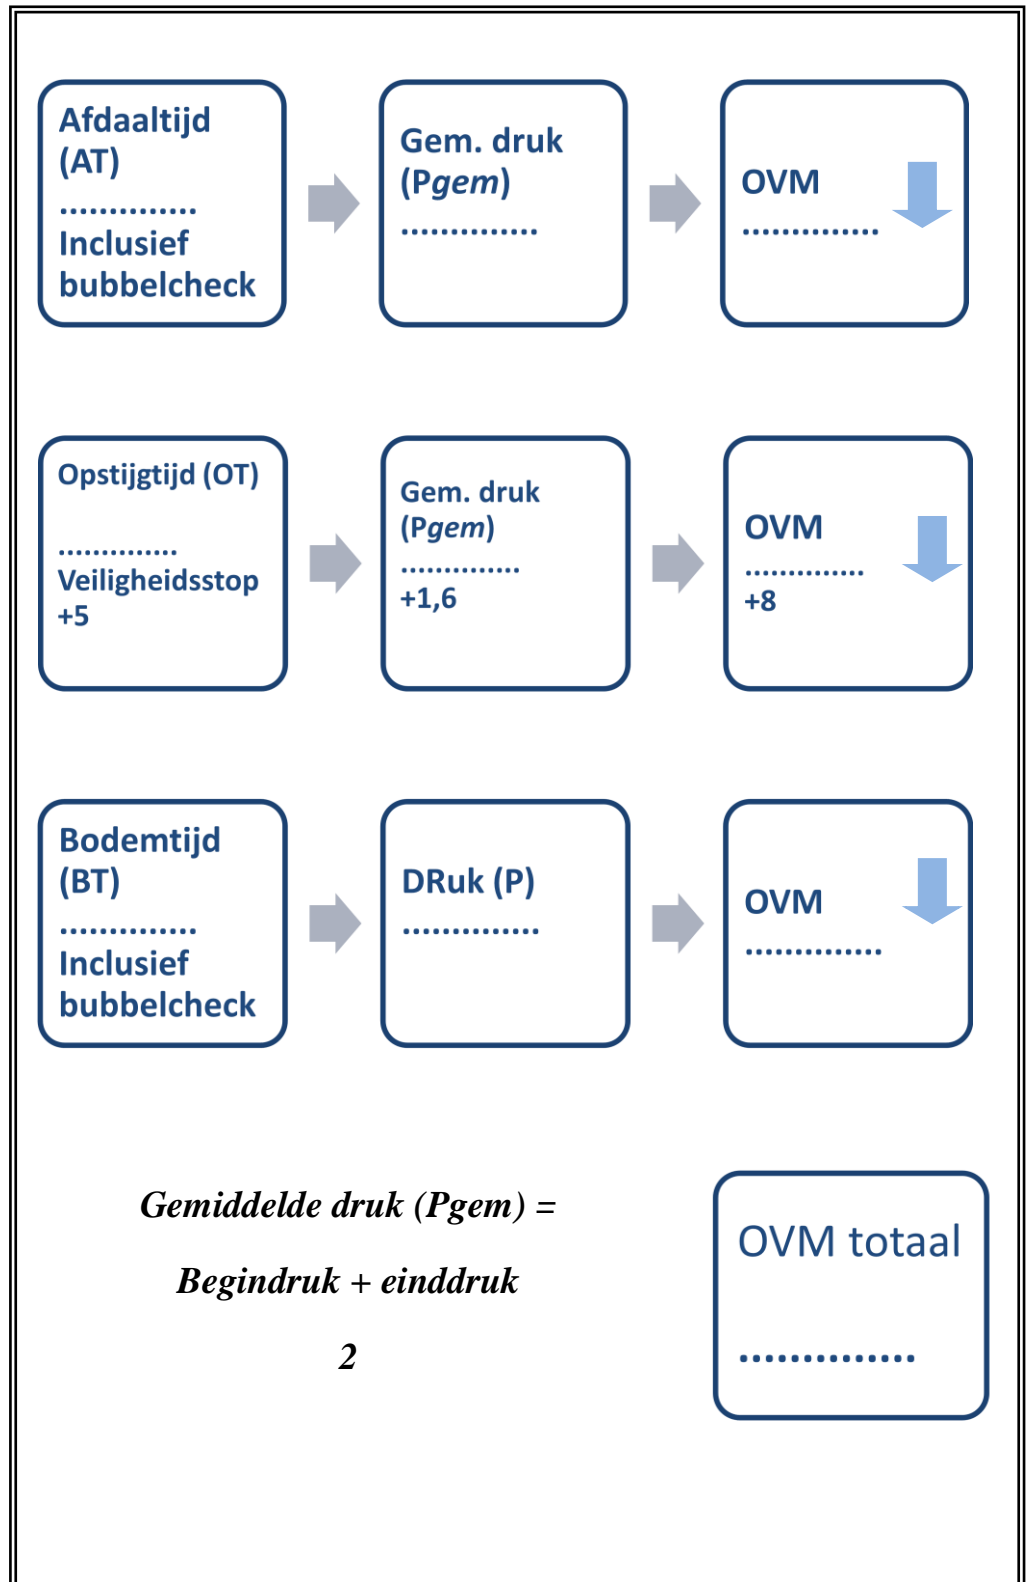 Afdaaltijd
(AT)
..............
Inclusief
bubbelcheck
Gem. druk
(Pgem)
..............
OVM
..............
Opstijgtijd (OT)
..............
Veiligheidsstop
+5
Gem. druk
(Pgem)
..............
+1,6
OVM
..............
+8
Bodemtijd
(BT)
..............
Inclusief
bubbelcheck
DRuk (P)
..............
OVM
..............
Gemiddelde druk (Pgem) =
Begindruk + einddruk
2
OVM totaal
..............